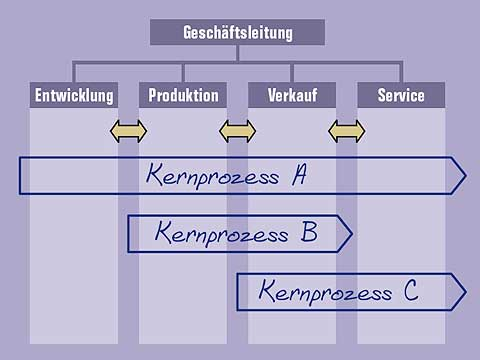 Geschäftsleitung
Entwicklung Produktion Verkauf Service
Kernprozess A
Kernprozess B
Kernprozess C